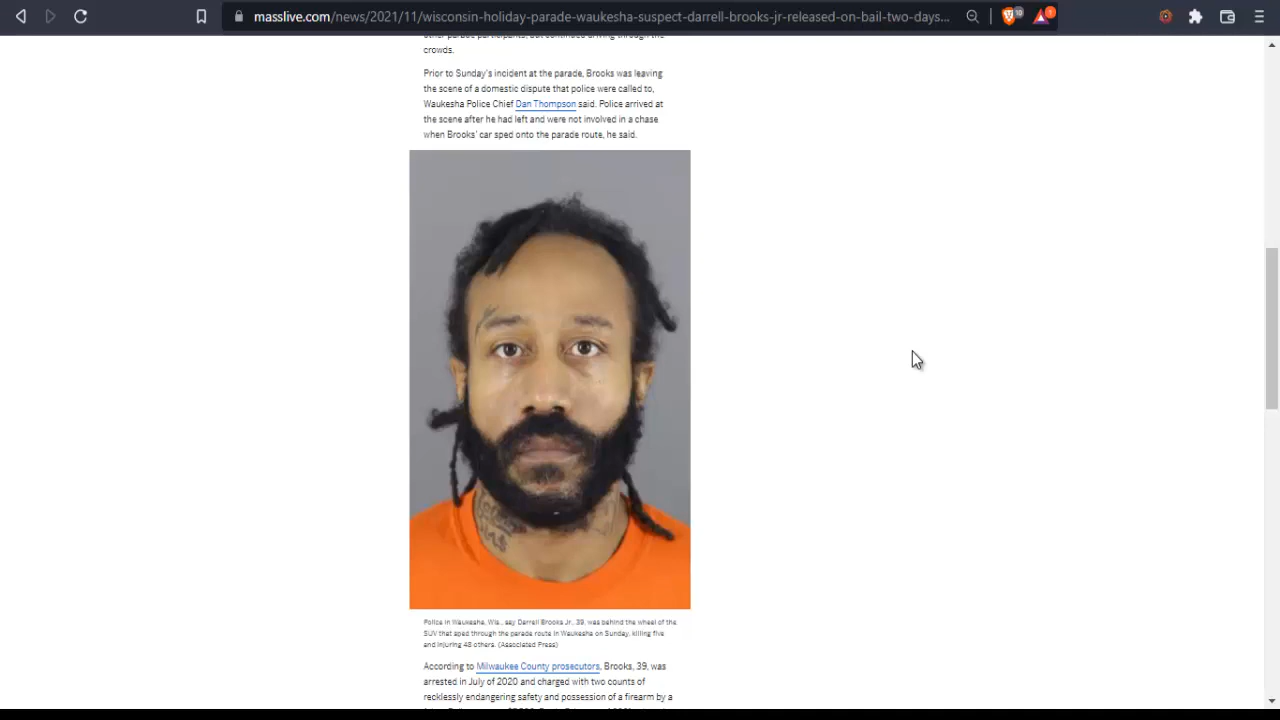 masslive.com/news/2021/11/wisconsin-holiday-parade-waukesha-suspect-darrell-brooks-jr-released-on-bail-two-days...
crowds.
Prior to Sunday's incident at the parade, Brooks was leaving
the scene of a domestic dispute that police were called to,
Waukesha Police Chief Dan Thompson said. Police arrived at
the scene after he had left and were not involved in a chase
when Brooks' car sped onto the parade route, he said.
Police in Waukesha, Wis., say Darrell Brooks Jr., 39, was behind the wheel of the
SUV that sped through the parade route in Waukesha on Sunday, killing five
and injuring 48 others. (Associated Press)
According to Milwaukee County prosecutors, Brooks, 39, was
arrested in July of 2020 and charged with two counts of
recklessly endangering safety and possession of a firearm by a